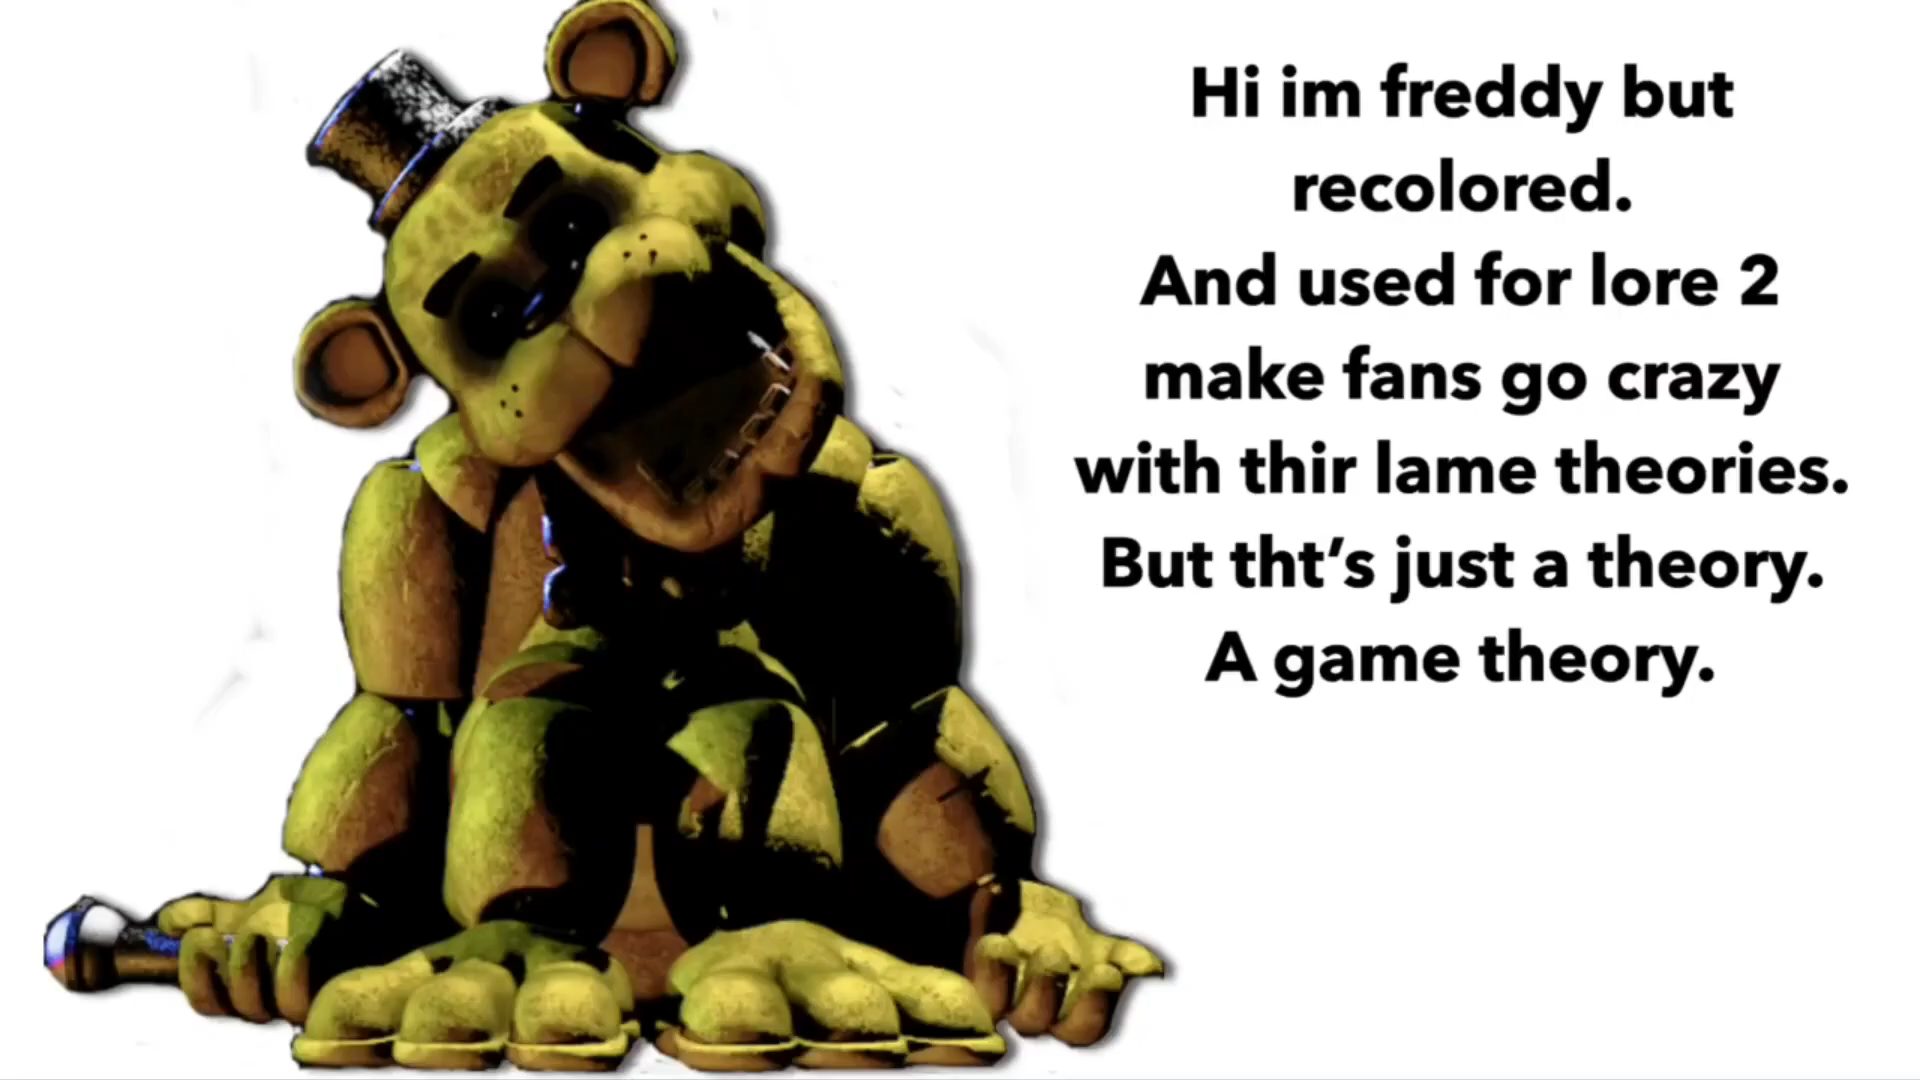 Hi im freddy but
recolored.
And used for lore 2
make fans go crazy
with thir lame theories.
But tht’s just a theory.
A game theory.